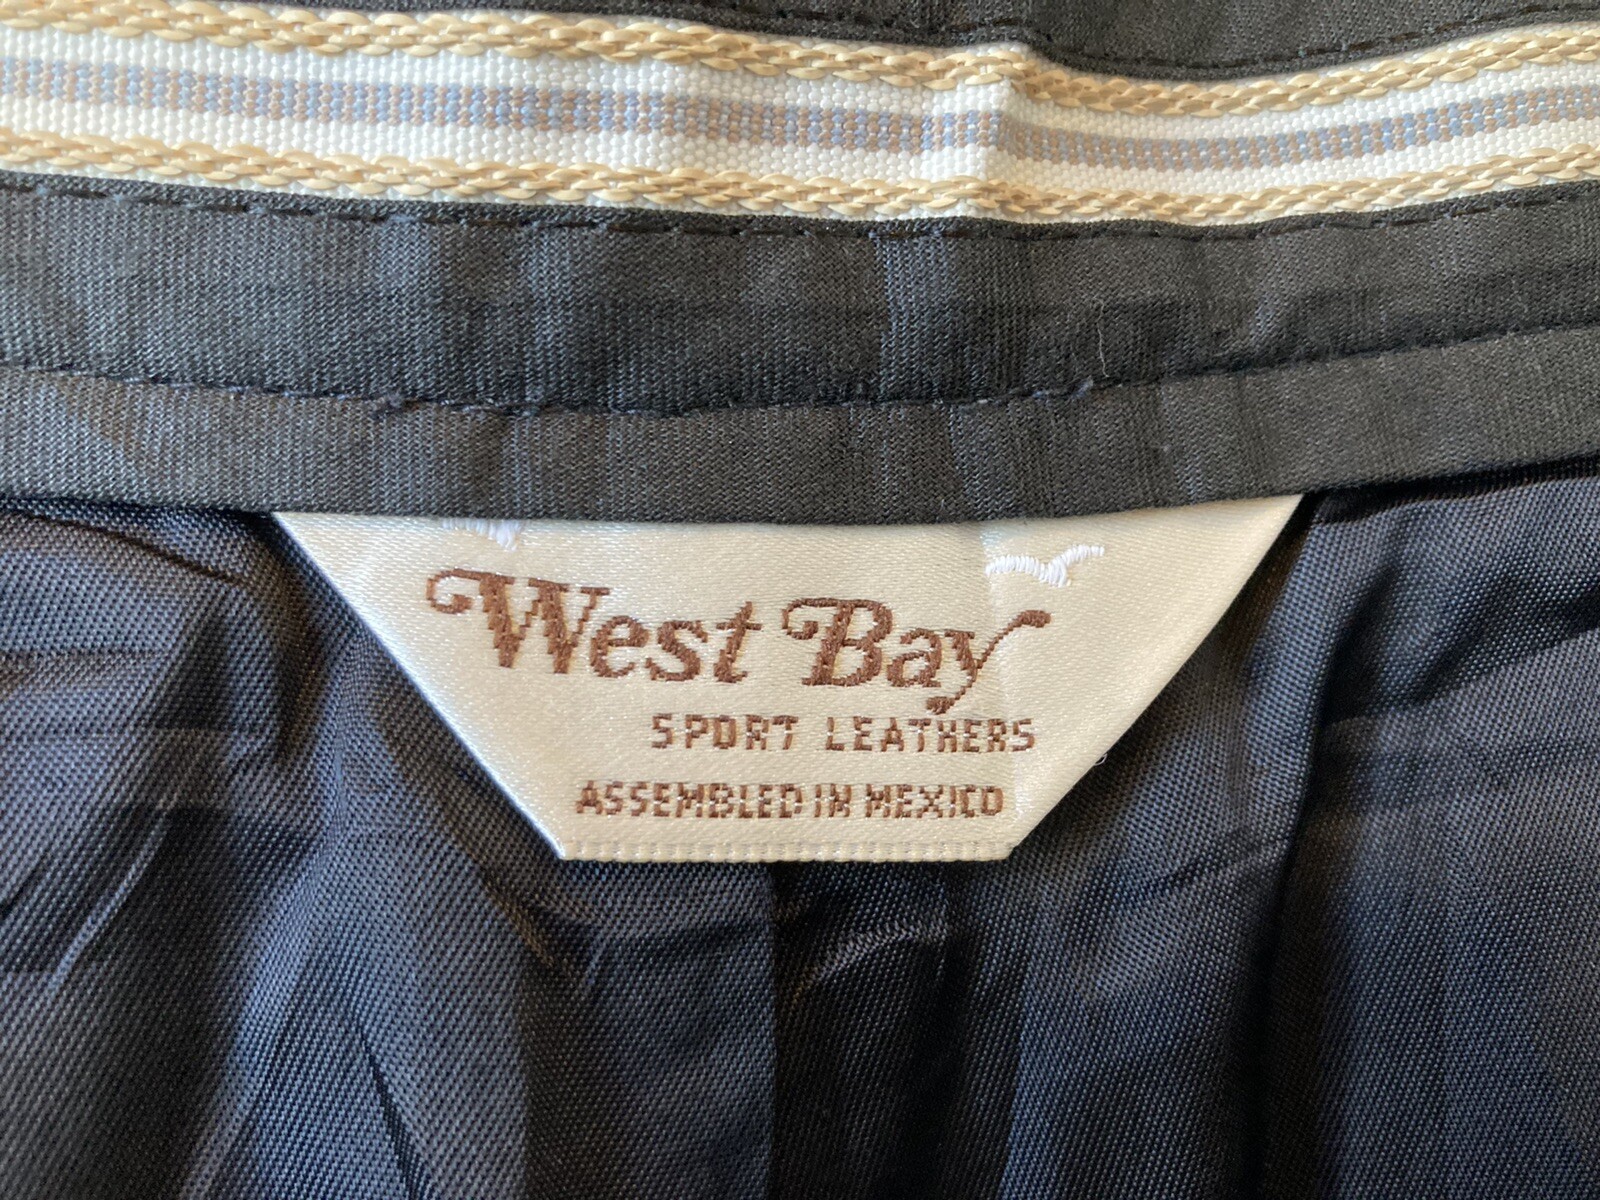 West Bay
SPORT LEATHERS
ASSEMBLED IN MEXICO